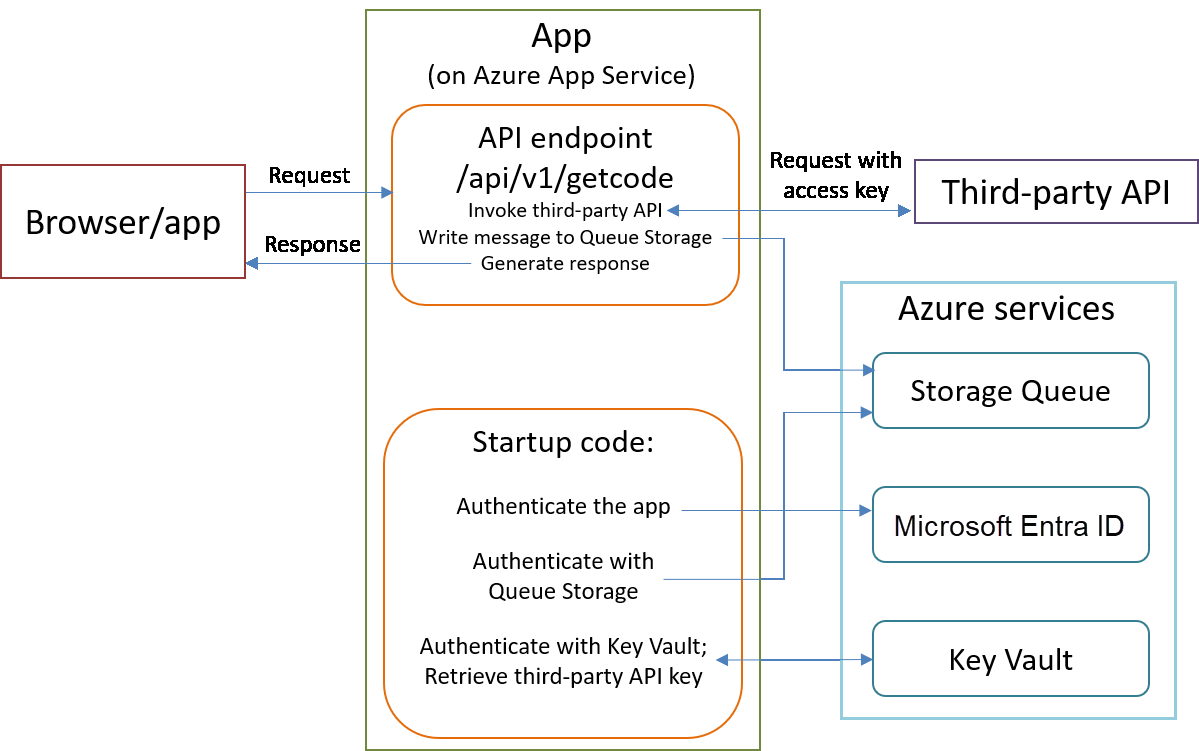 App
(on Azure App Service)
API endpoint
/api/v1/getcode
Invoke third-party API
Write message to Queue Storage
Generate response
Browser/app
Request
Response
Request with
access key
Third-party API
Azure services
Storage Queue
Microsoft Entra ID
Key Vault
Startup code:
Authenticate the app
Authenticate with
Queue Storage
Authenticate with Key Vault;
Retrieve third-party API key